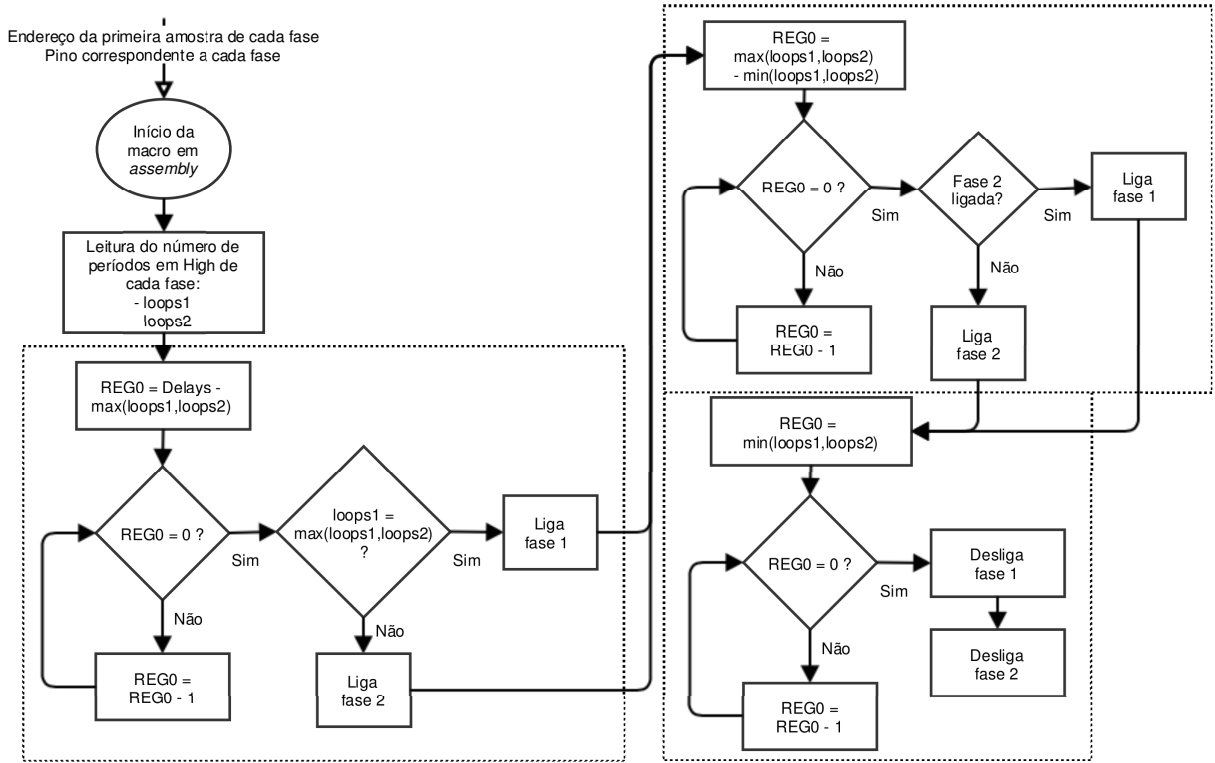 Endereço da primeira amostra de cada fase
Pino correspondente a cada fase
Início da
macro em
assembly
Leitura do número de
períodos em High de
cada fase:
- loops1
loops2
REG0 = Delays -
max(loops1,loops2)
REG0 = 0 ?
Sim
Não
REG0 =
REG0 - 1
loops1 =
max(loops1,loops2)
?
Sim
Não
Liga
fase 1
Liga
fase 2
REG0 =
max(loops1,loops2)
- min(loops1,loops2)
REG0 = 0 ?
Sim
Não
REG0 =
REG0 - 1
Fase 2
ligada?
Sim
Não
Liga
fase 1
Liga
fase 2
REG0 =
min(loops1,loops2)
REG0 = 0 ?
Sim
Não
REG0 =
REG0 - 1
Desliga
fase 1
Desliga
fase 2